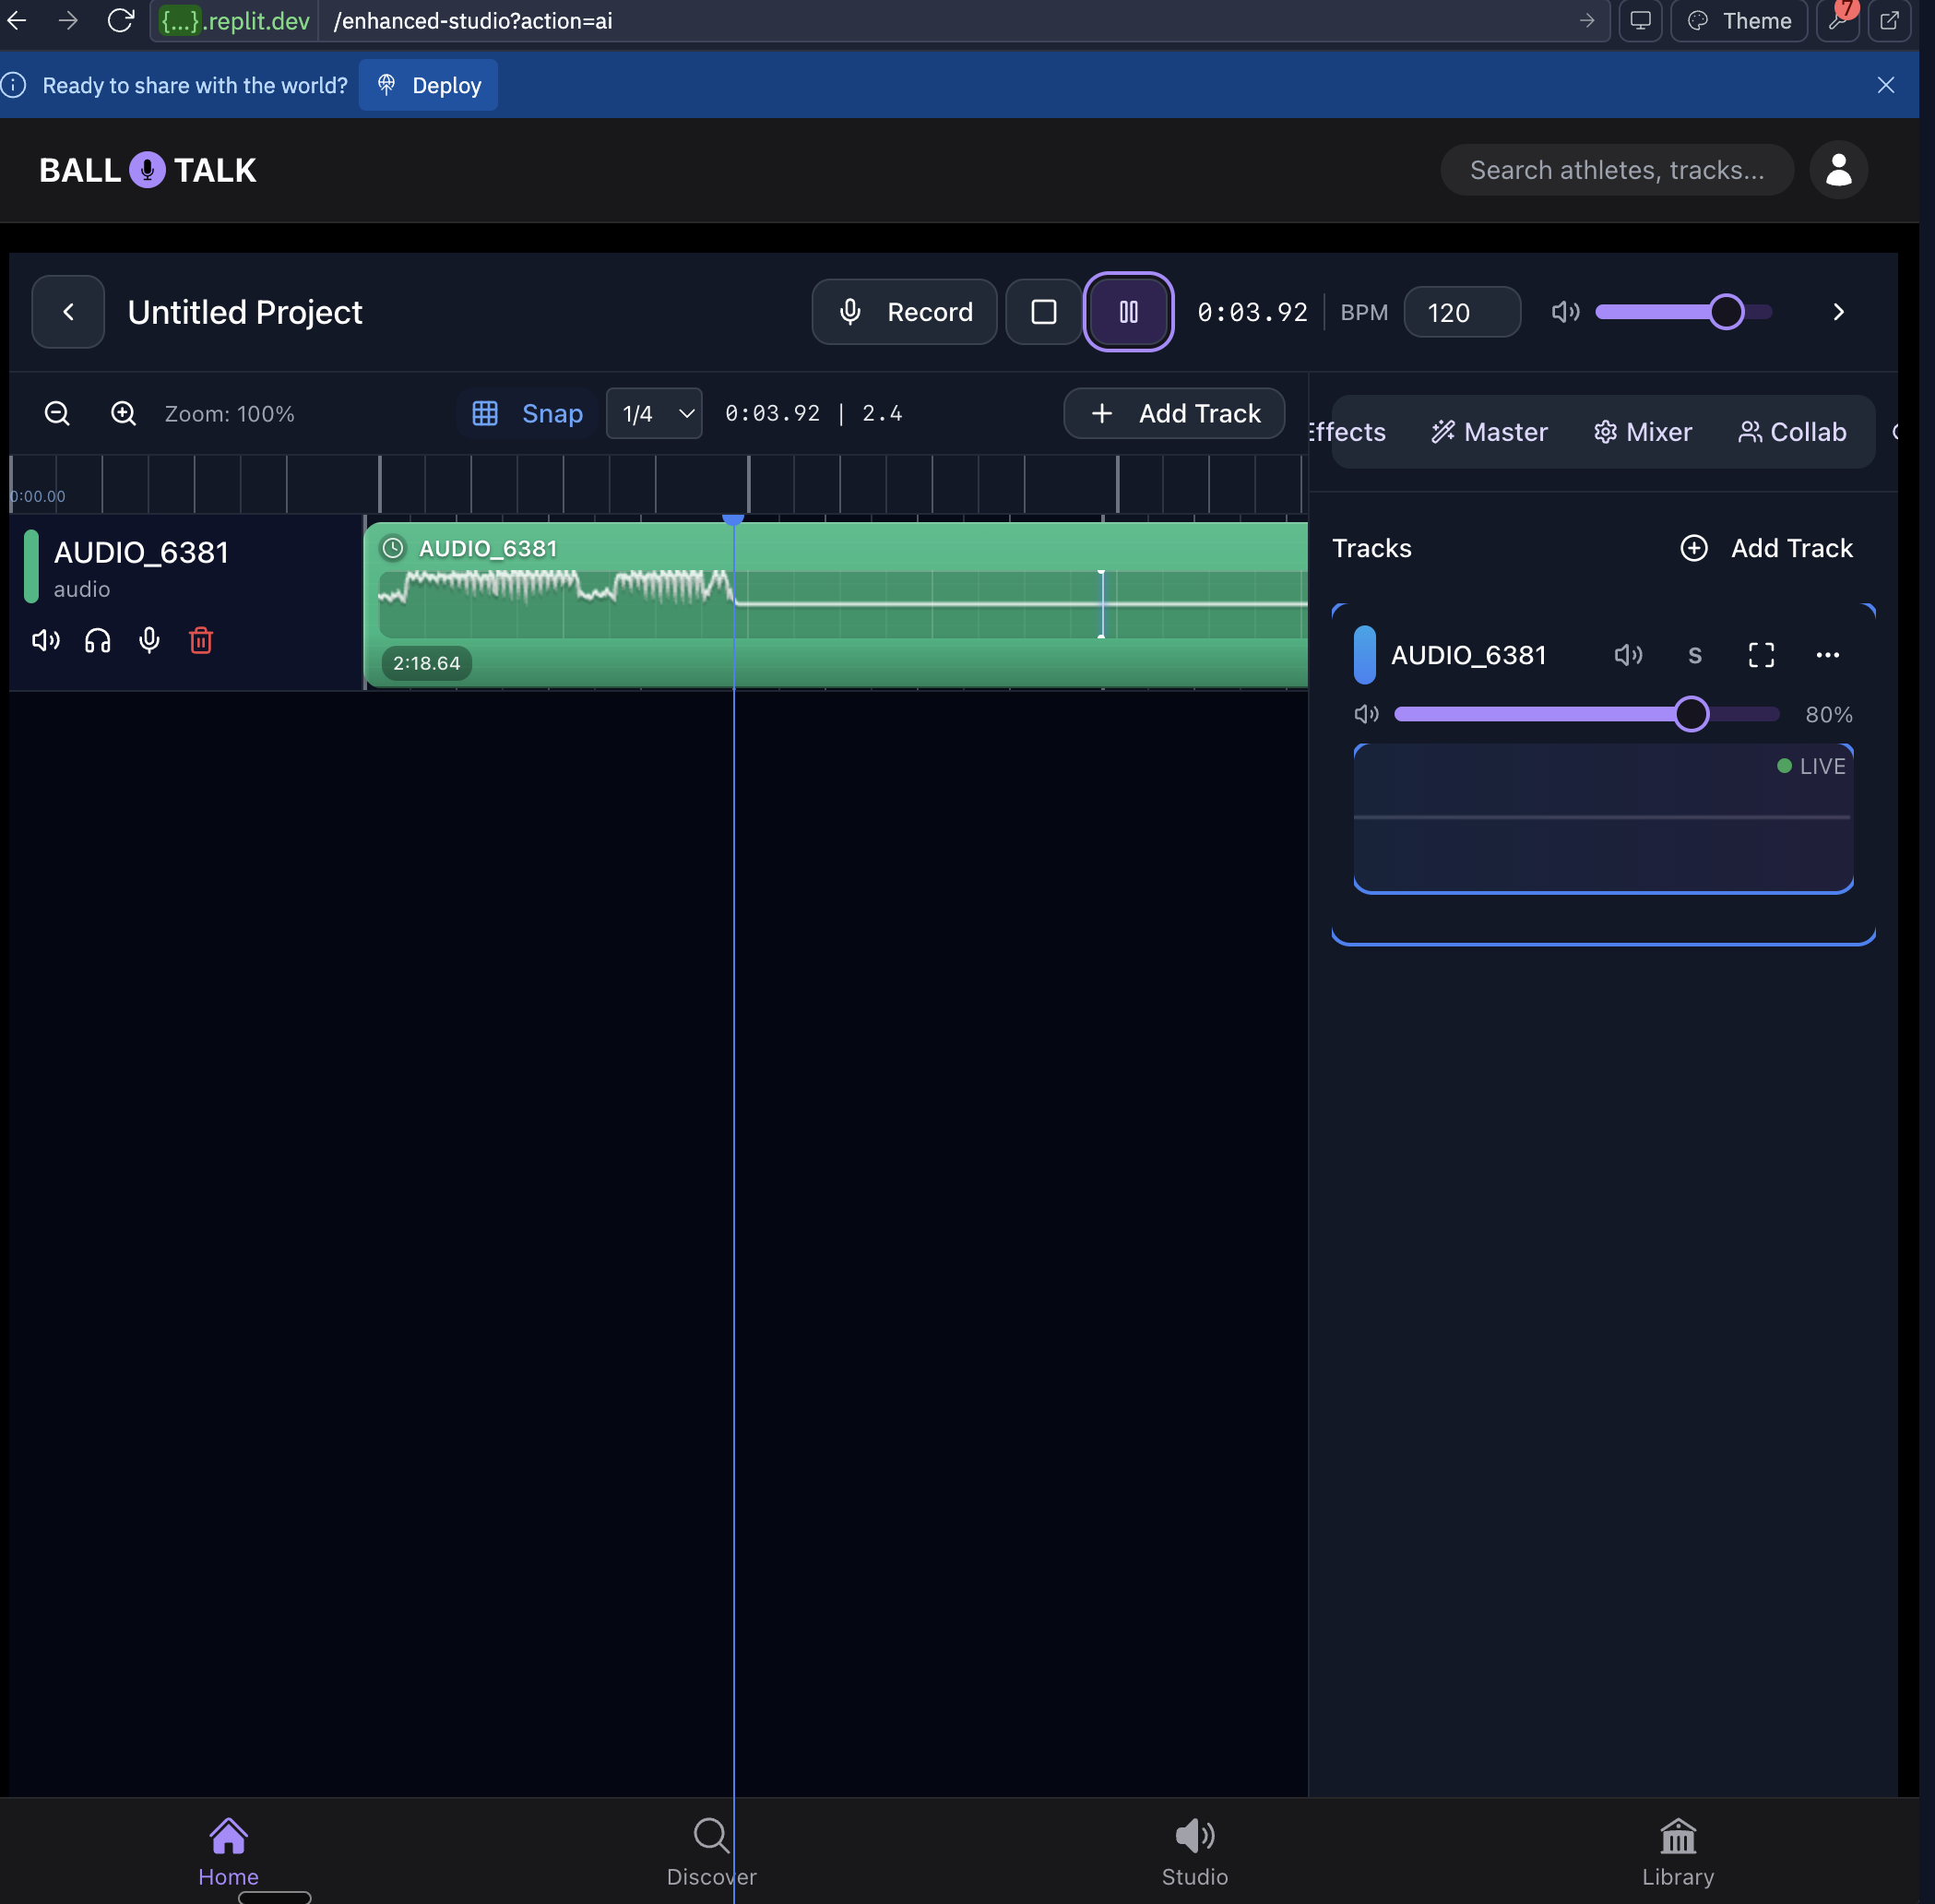 {...}.replit.dev /enhanced-studio?action=ai Theme 7
Ready to share with the world? Deploy
BALL TALK Search athletes, tracks...
Untitled Project Record 0:03.92 BPM 120
Zoom: 100% Snap 1/4 0:03.92 | 2.4 Add Track
Effects Master Mixer Collab
0:00.00
AUDIO_6381
audio
AUDIO_6381
2:18.64
Tracks Add Track
AUDIO_6381 S
80%
LIVE
Home Discover Studio Library